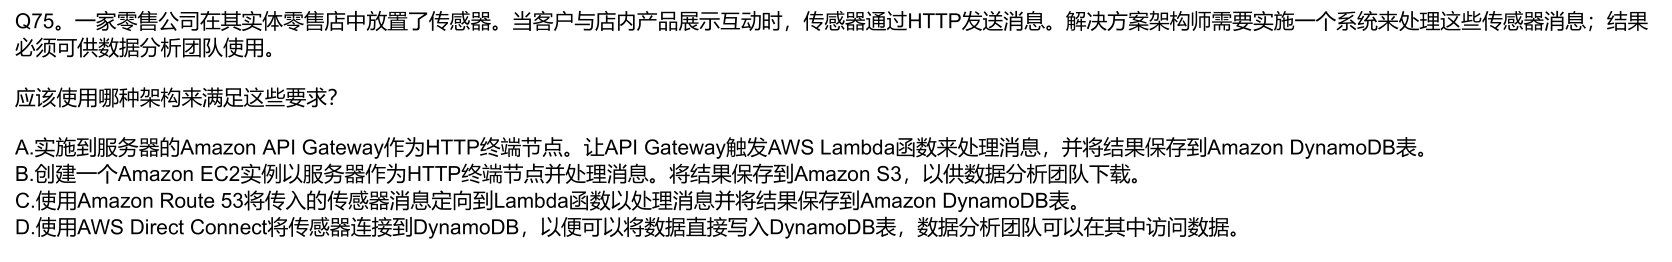 Q75。一家零售公司在其实体零售店中放置了传感器。当客户与店内产品展示互动时，传感器通过HTTP发送消息。解决方案架构师需要实施一个系统来处理这些传感器消息；结果
必须可供数据分析团队使用。
应该使用哪种架构来满足这些要求？
A.实施到服务器的Amazon API Gateway作为HTTP终端节点。让API Gateway触发AWS Lambda函数来处理消息，并将结果保存到Amazon DynamoDB表。
B.创建一个Amazon EC2实例以服务器作为HTTP终端节点并处理消息。将结果保存到Amazon S3，以供数据分析团队下载。
C.使用Amazon Route 53将传入的传感器消息定向到Lambda函数以处理消息并将结果保存到Amazon DynamoDB表。
D.使用AWS Direct Connect将传感器连接到DynamoDB，以便可以将数据直接写入DynamoDB表，数据分析团队可以在其中访问数据。